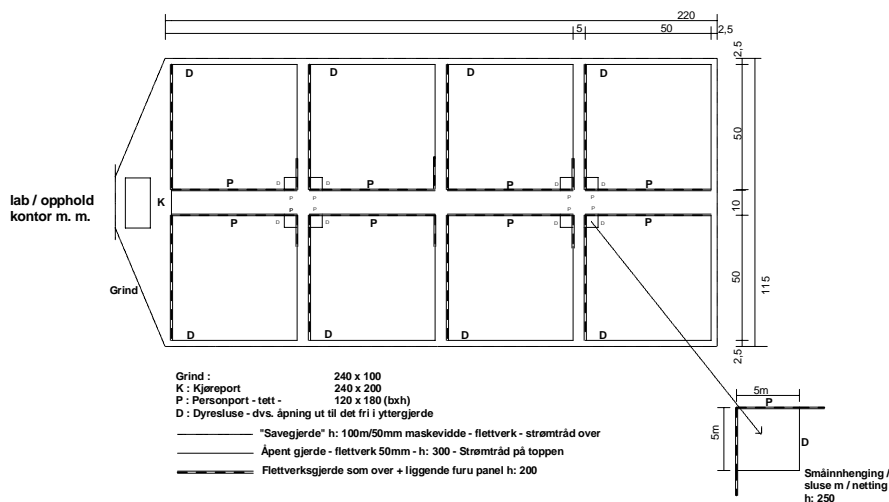 220
5
50
2,5
2,5
D
D
D
D
50
P
D
D
P
P
D
D
P
P
P
P
P
10
115
lab / opphold
kontor m. m.
K
P
P
P
P
P
D
D
P
P
D
D
P
50
Grind
D
D
D
D
2,5
Grind :
240 x 100
K : Kjøreport
240 x 200
P : Personport - tett -
120 x 180 (bxh)
D : Dyresluse - dvs. åpning ut til det fri i yttergjerde
"Savegjerde" h: 100m/50mm maskevidde - flettverk - strømtråd over
Åpent gjerde - flettverk 50mm - h: 300 - Strømtråd på toppen
Flettverksgjerde som over + liggende furu panel h: 200
5m
P
5m
D
Småinnhenging /
sluse m / netting
h: 250